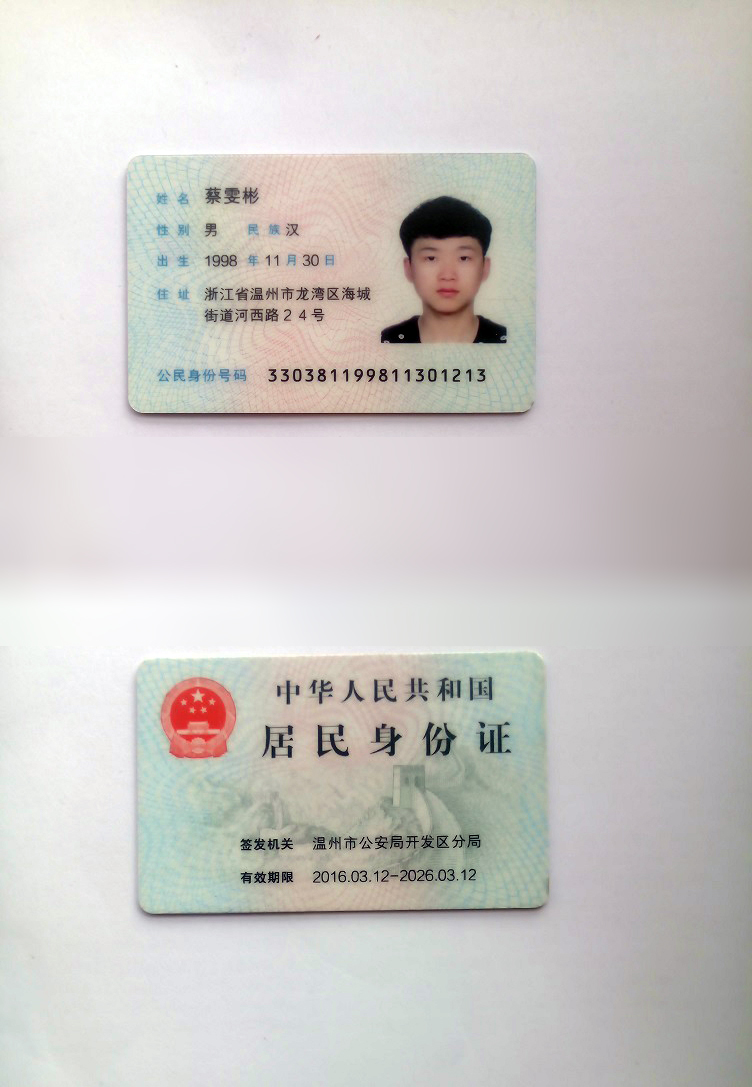 姓名 蔡雯彬
性别 男 民族 汉
出生 1998 年 11 月 30 日
住址 浙江省温州市龙湾区海城
街道河西路24号
公民身份号码 330381199811301213
中华人民共和国
居民身份证
签发机关 温州市公安局开发区分局
有效期限 2016.03.12-2026.03.12